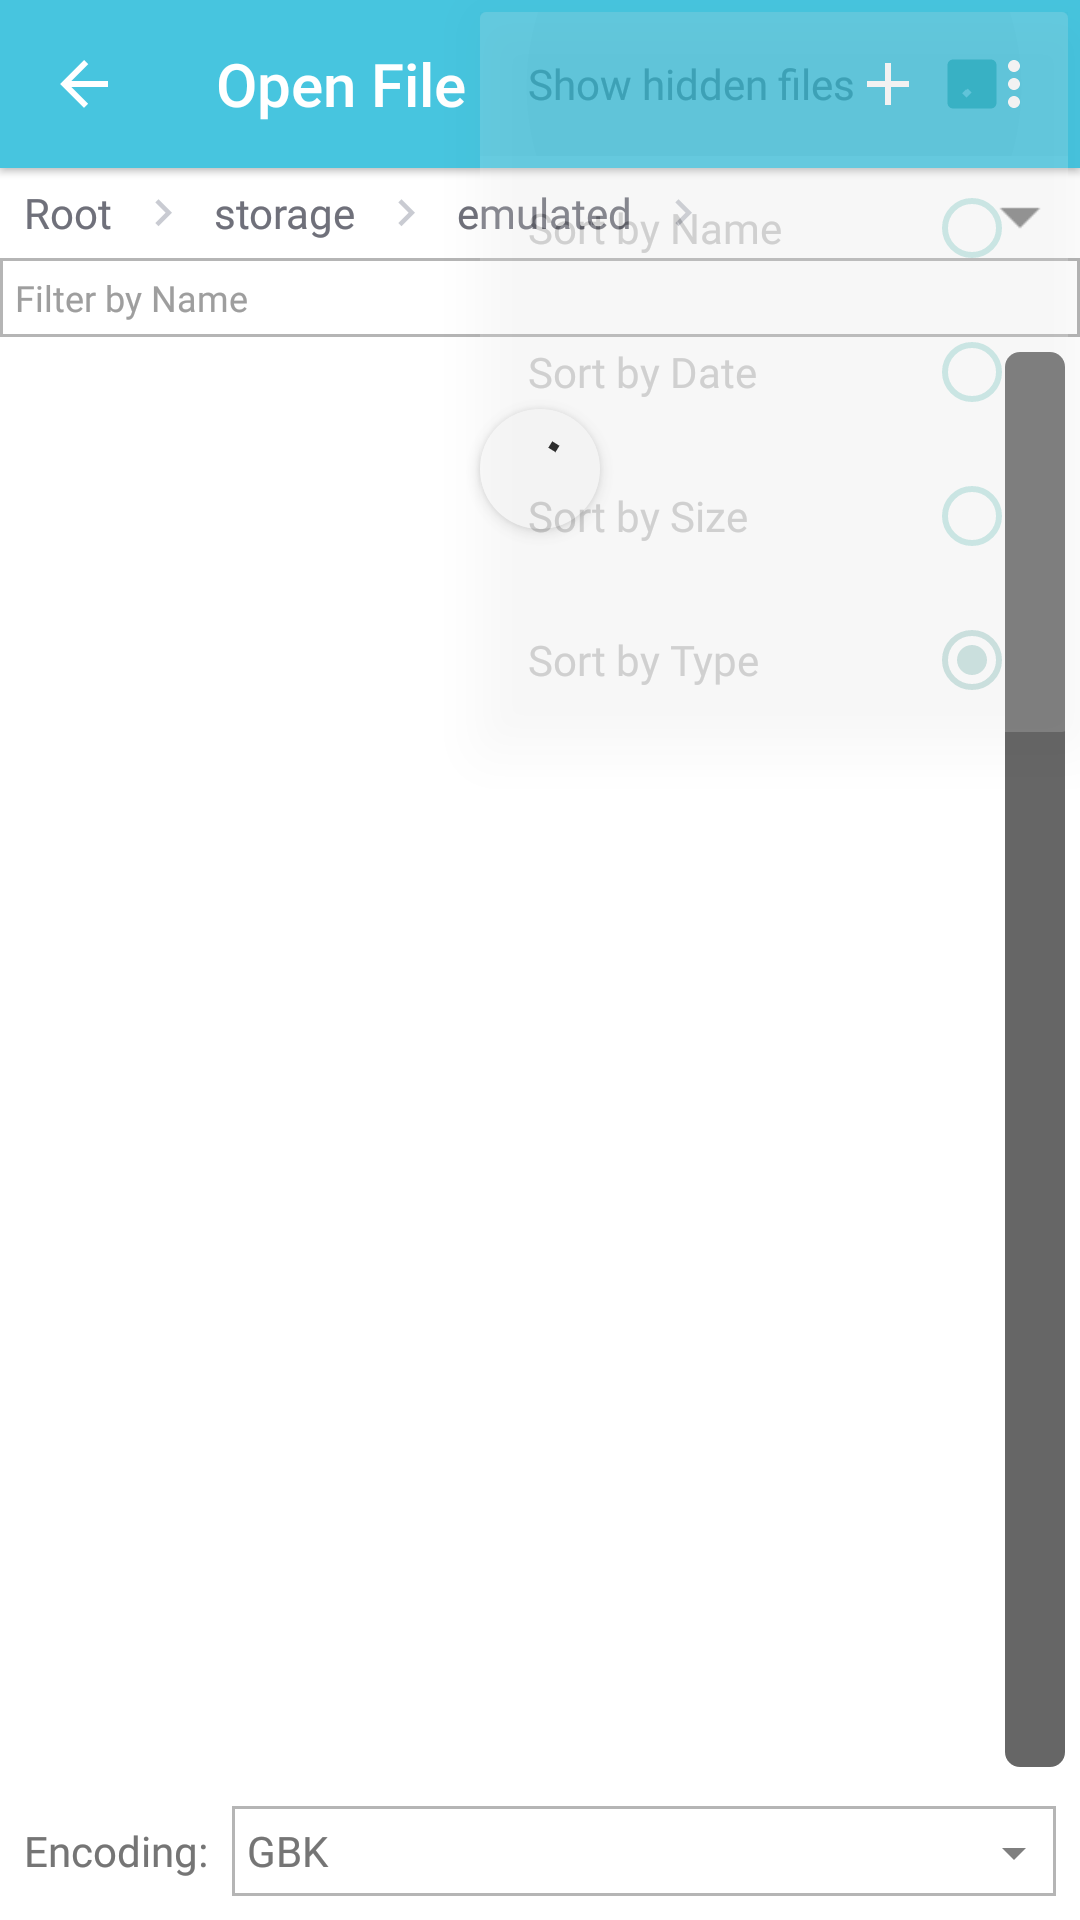 Open File
Show hidden files
Root storage emulated
Sort by Name
Filter by Name
Sort by Date
Sort by Size
Sort by Type
Encoding: GBK